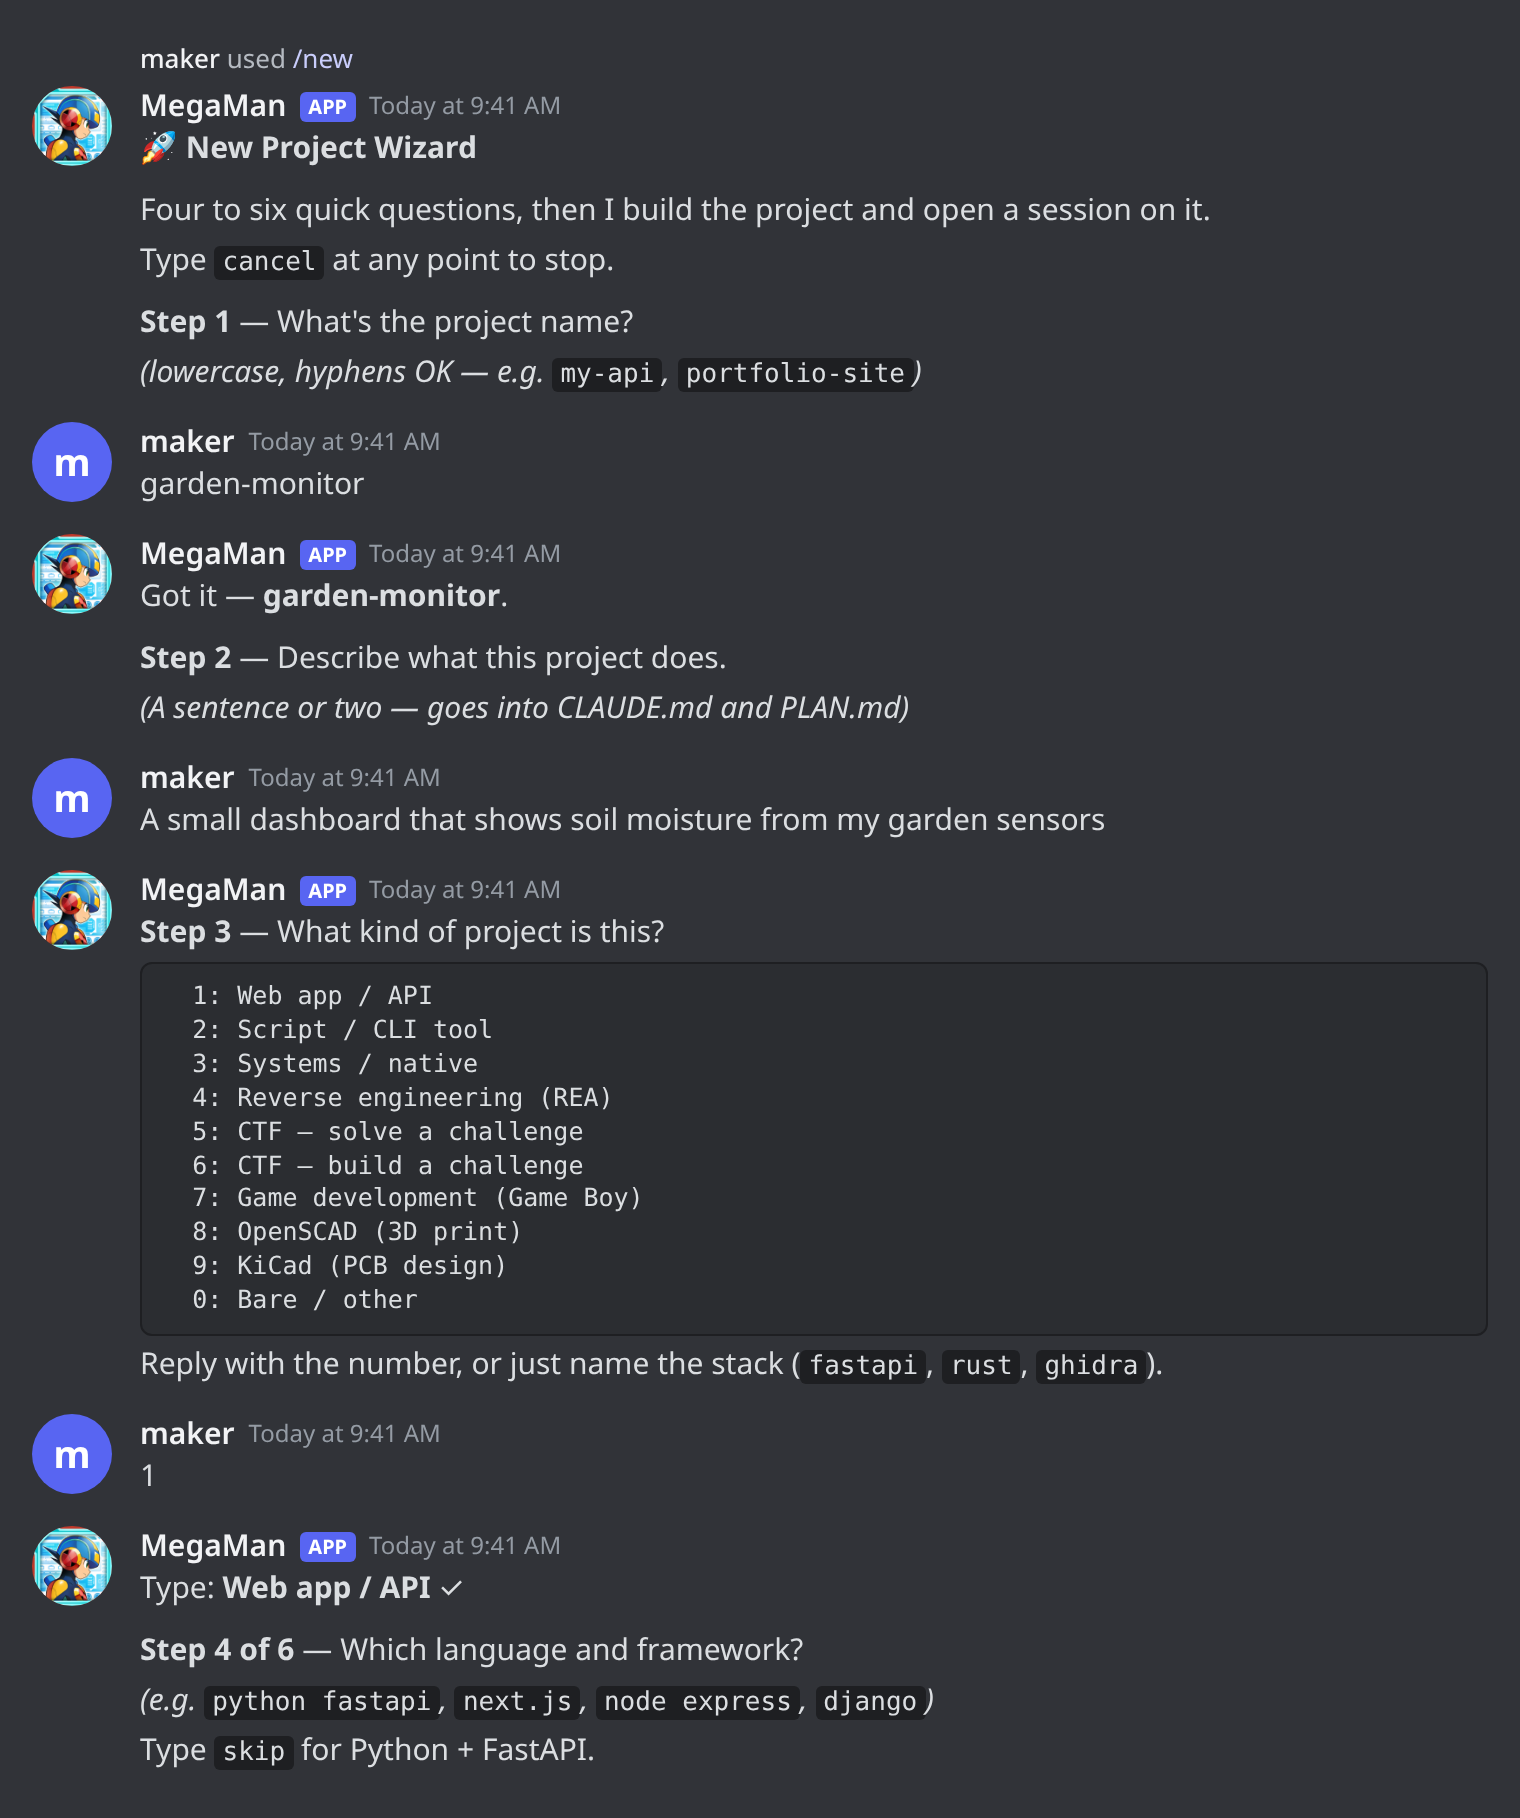 maker used /new
MegaMan APP Today at 9:41 AM
🚀 New Project Wizard
Four to six quick questions, then I build the project and open a session on it.
Type cancel at any point to stop.
Step 1 — What's the project name?
(lowercase, hyphens OK — e.g. my-api, portfolio-site)
m
maker Today at 9:41 AM
garden-monitor
MegaMan APP Today at 9:41 AM
Got it — garden-monitor.
Step 2 — Describe what this project does.
(A sentence or two — goes into CLAUDE.md and PLAN.md)
m
maker Today at 9:41 AM
A small dashboard that shows soil moisture from my garden sensors
MegaMan APP Today at 9:41 AM
Step 3 — What kind of project is this?
1: Web app / API
2: Script / CLI tool
3: Systems / native
4: Reverse engineering (REA)
5: CTF — solve a challenge
6: CTF — build a challenge
7: Game development (Game Boy)
8: OpenSCAD (3D print)
9: KiCad (PCB design)
0: Bare / other
Reply with the number, or just name the stack (fastapi, rust, ghidra).
m
maker Today at 9:41 AM
1
MegaMan APP Today at 9:41 AM
Type: Web app / API ✓
Step 4 of 6 — Which language and framework?
(e.g. python fastapi, next.js, node express, django)
Type skip for Python + FastAPI.